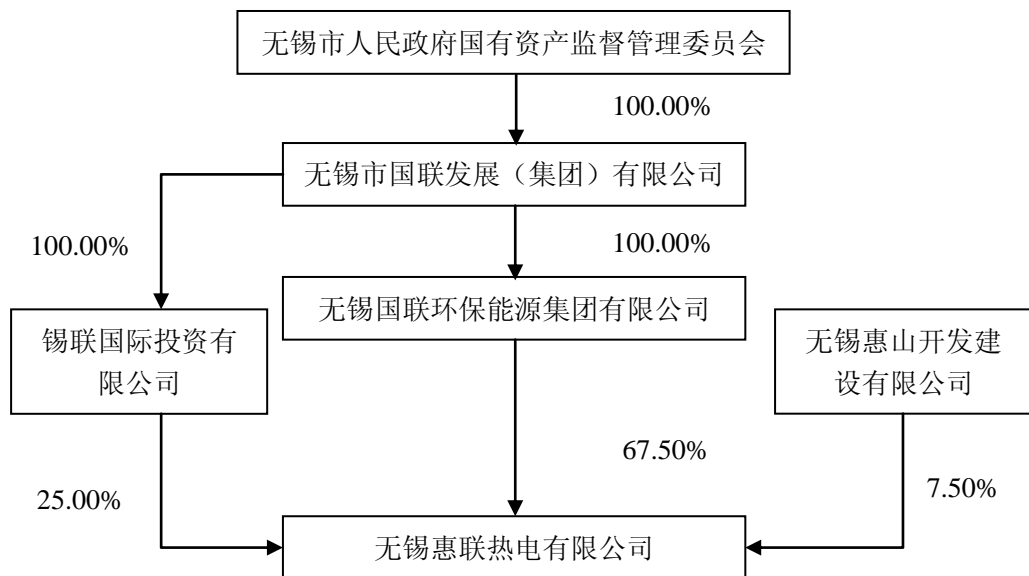 无锡市人民政府国有资产监督管理委员会
100.00%
无锡市国联发展（集团）有限公司
100.00%
100.00%
无锡国联环保能源集团有限公司
锡联国际投资有
限公司
无锡惠山开发建
设有限公司
67.50%
25.00%
7.50%
无锡惠联热电有限公司